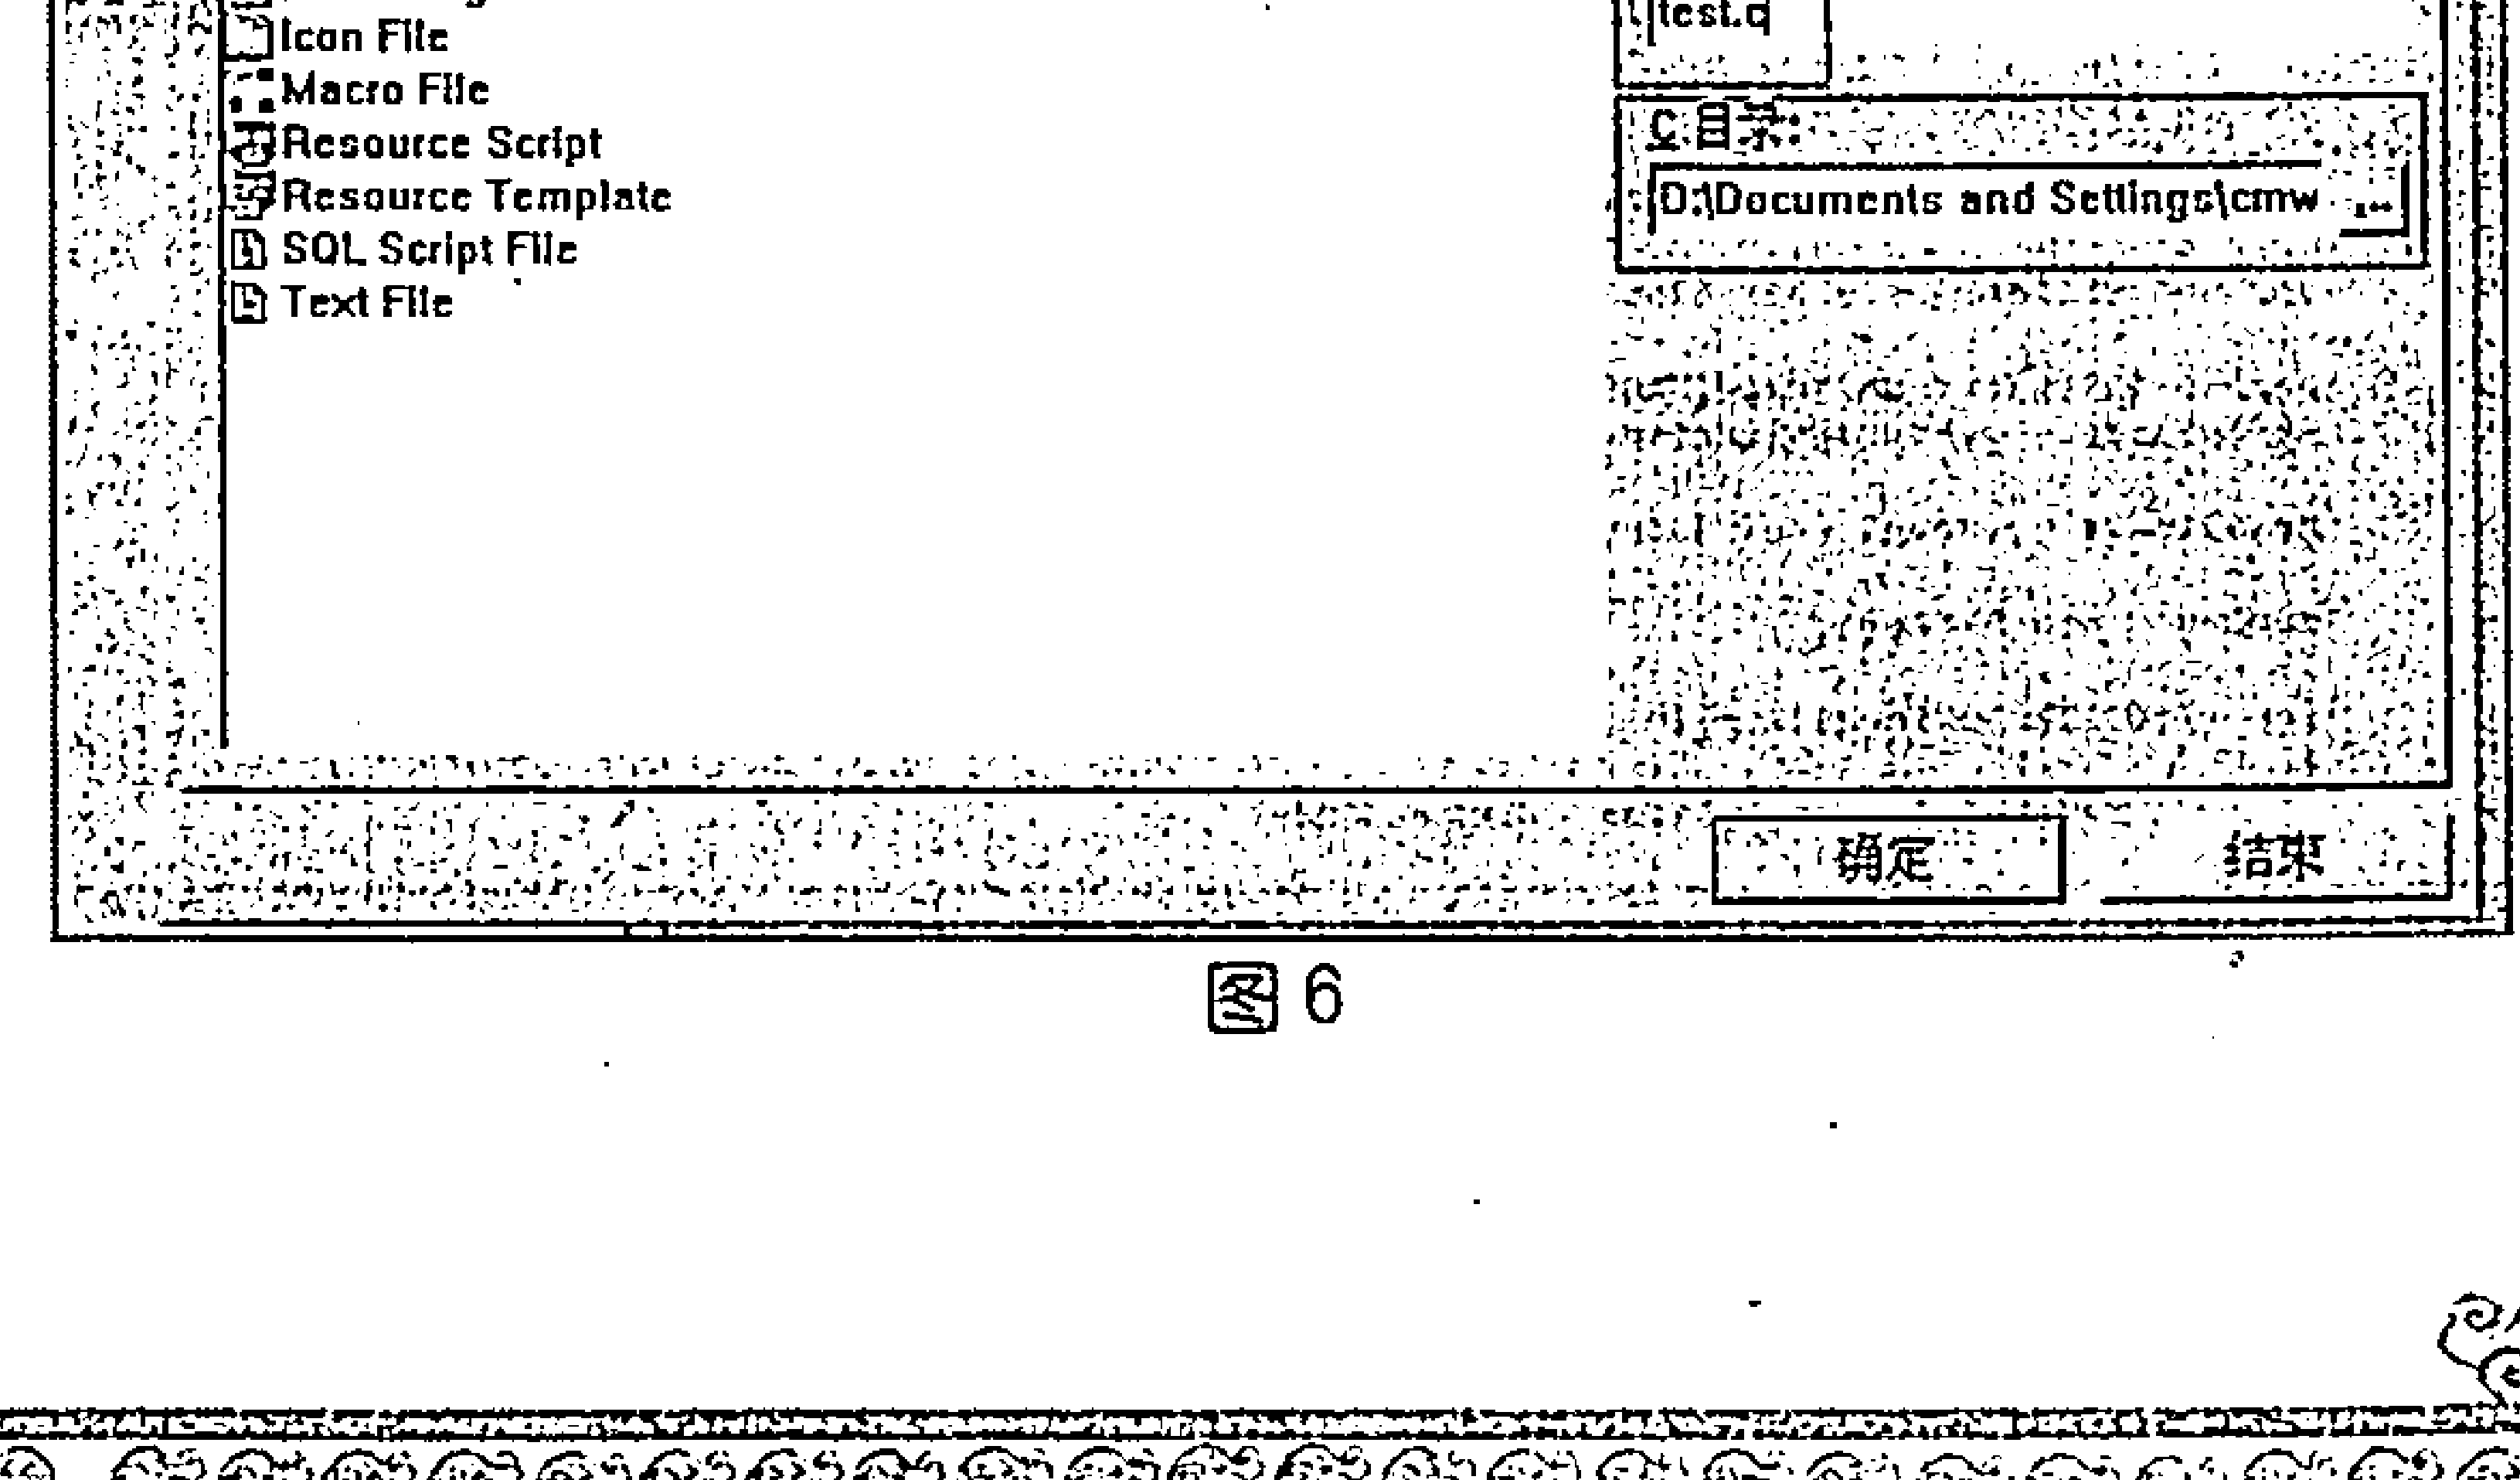 Icon File
Macro File
Resource Script
Resource Template
SQL Script File
Text File
test.q
C目录:
D:\Documents and Settings\cmw
...
确定
结束
图 6